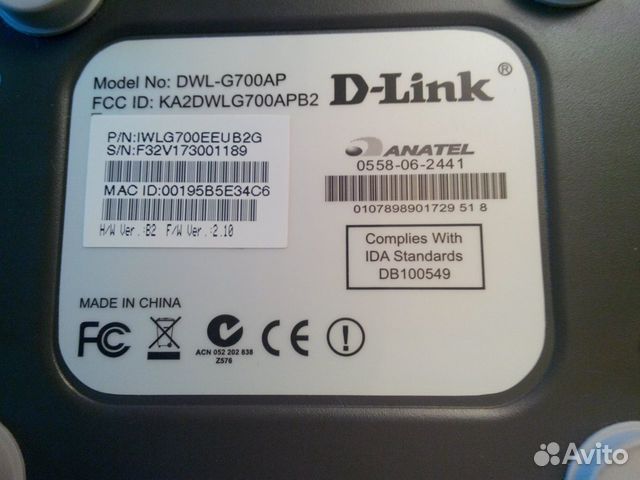 Model No: DWL-G700AP
FCC ID: KA2DWLG700APB2
D-Link®
P/N:IWLG700EEUB2G
S/N:F32V173001189
MAC ID:00195B5E34C6
H/W Ver.:B2 F/W Ver.:2.10
ANATEL
0558-06-2441
0107898901729 51 8
Complies With
IDA Standards
DB100549
MADE IN CHINA
FCC
ACN 052 202 838
Z576
CE
Avito